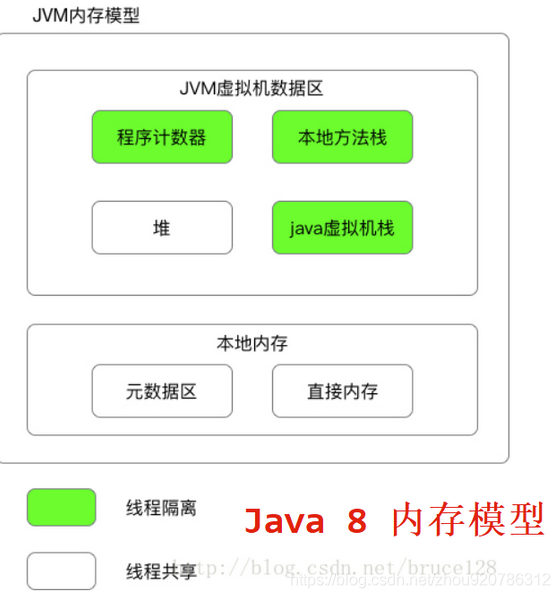 JVM内存模型
JVM虚拟机数据区
程序计数器
本地方法栈
堆
java虚拟机栈
本地内存
元数据区
直接内存
线程隔离
Java 8 内存模型
线程共享
http://blog.csdn.net/bruce128
https://blog.csdn.net/zhou920786312